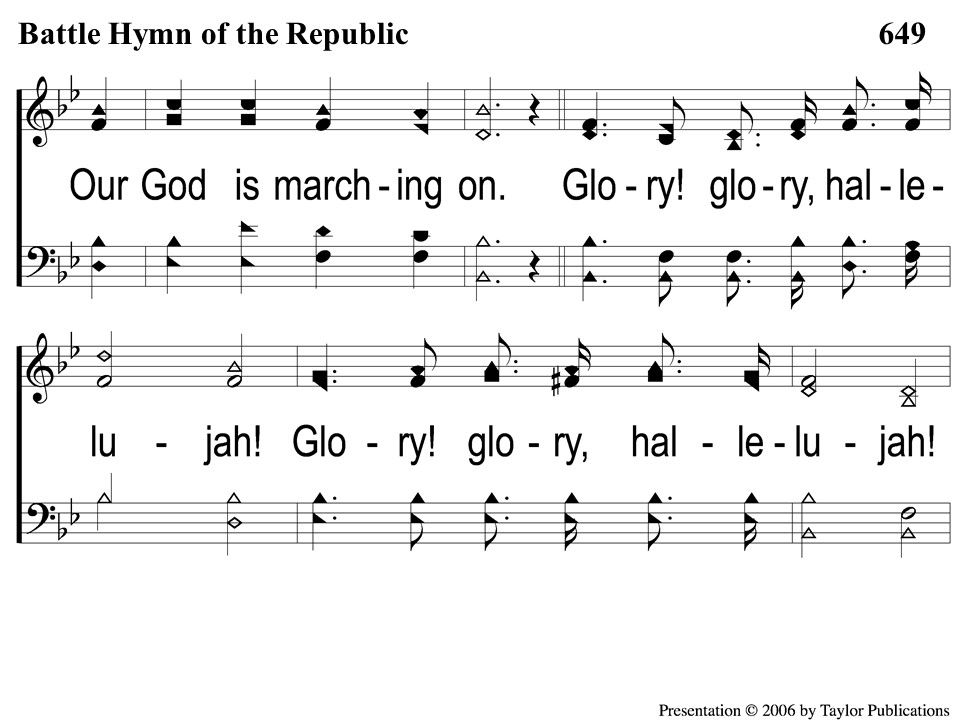 Battle Hymn of the Republic 649
Our God is march - ing on. Glo - ry! glo - ry, hal - le -
lu - jah! Glo - ry! glo - ry, hal - le - lu - jah!
Presentation © 2006 by Taylor Publications